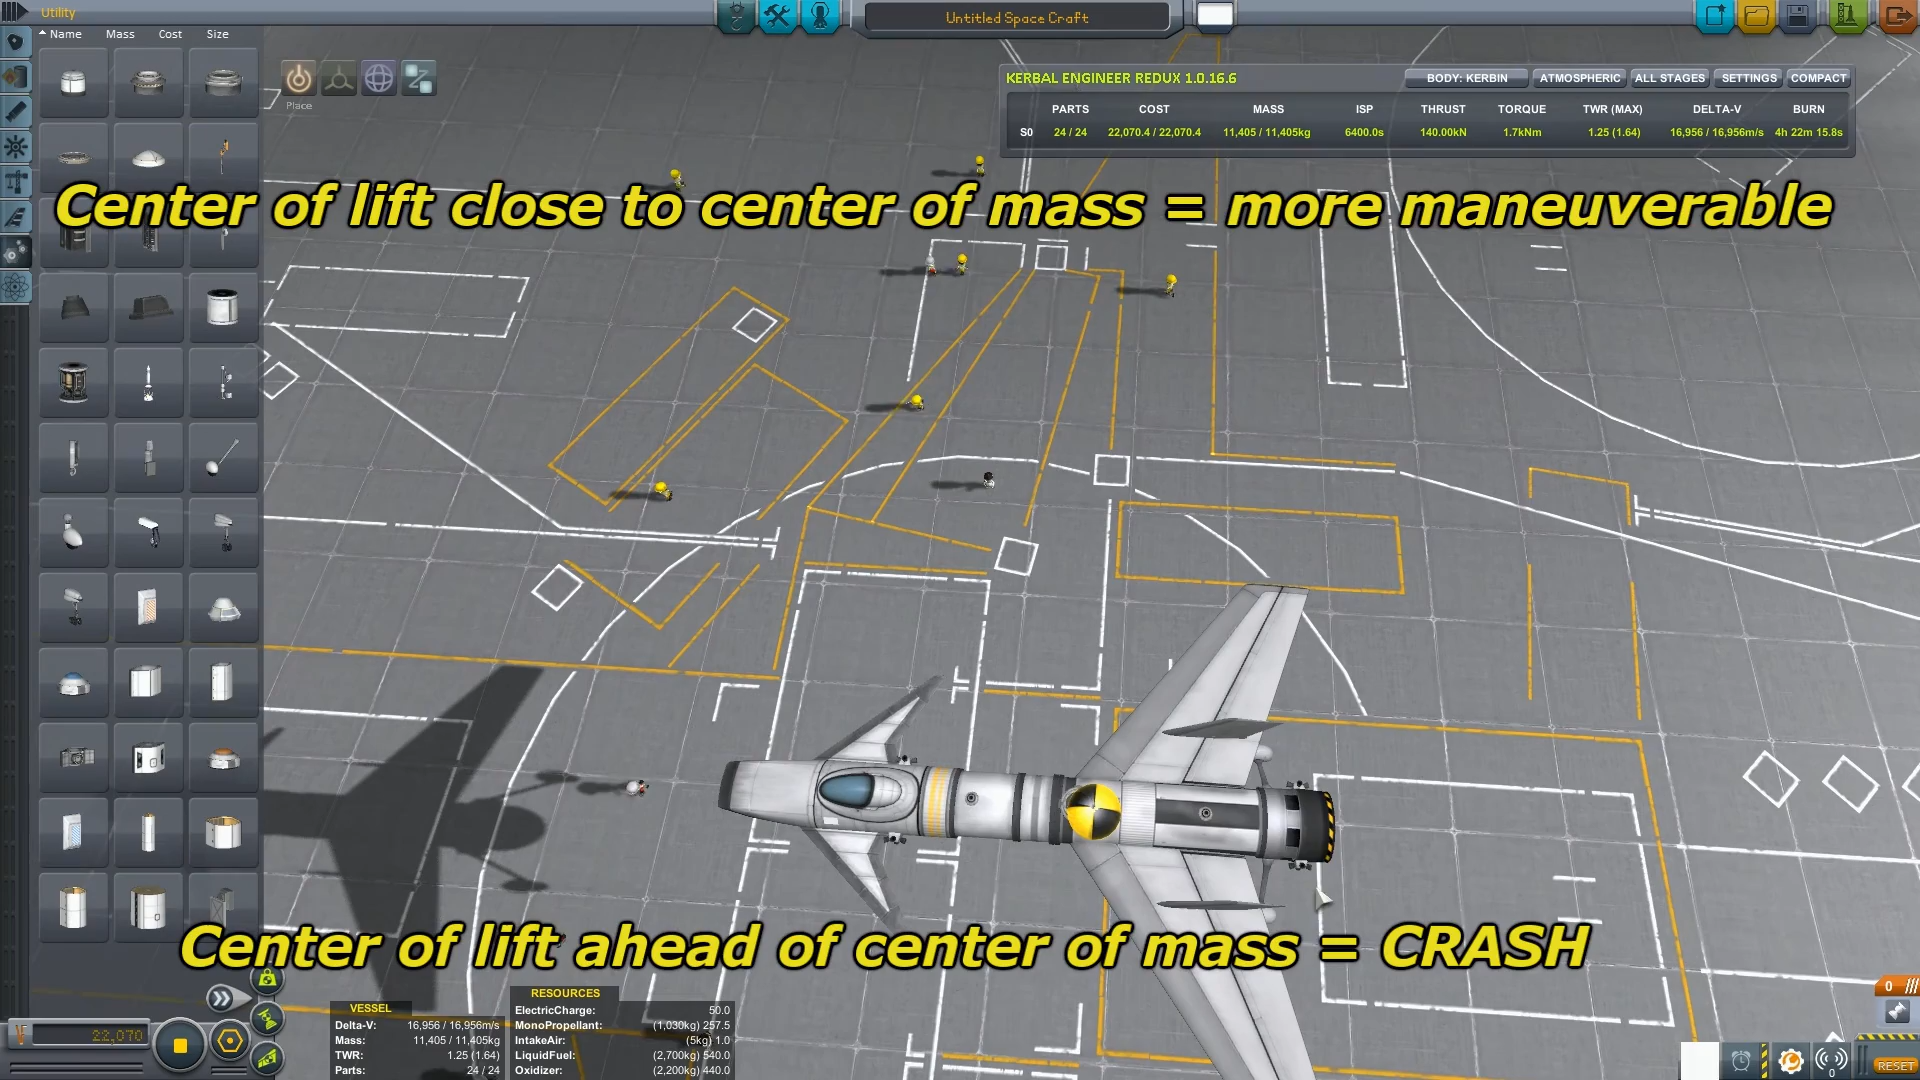 Utility
Untitled Space Craft
Name Mass Cost Size
Place
KERBAL ENGINEER REDUX 1.0.16.6
BODY: KERBIN ATMOSPHERIC ALL STAGES SETTINGS COMPACT
PARTS COST MASS ISP THRUST TORQUE TWR (MAX) DELTA-V BURN
S0 24 / 24 22,070.4 / 22,070.4 11,405 / 11,405kg 6400.0s 140.00kN 1.7kNm 1.25 (1.64) 16,956 / 16,956m/s 4h 22m 15.8s
Center of lift close to center of mass = more maneuverable
Center of lift ahead of center of mass = CRASH
22,070
VESSEL
Delta-V: 16,956 / 16,956m/s
Mass: 11,405 / 11,405kg
TWR: 1.25 (1.64)
Parts: 24 / 24
RESOURCES
ElectricCharge: 50.0
MonoPropellant: (1,030kg) 257.5
IntakeAir: (5kg) 1.0
LiquidFuel: (2,700kg) 540.0
Oxidizer: (2,200kg) 440.0
0
0
RESET